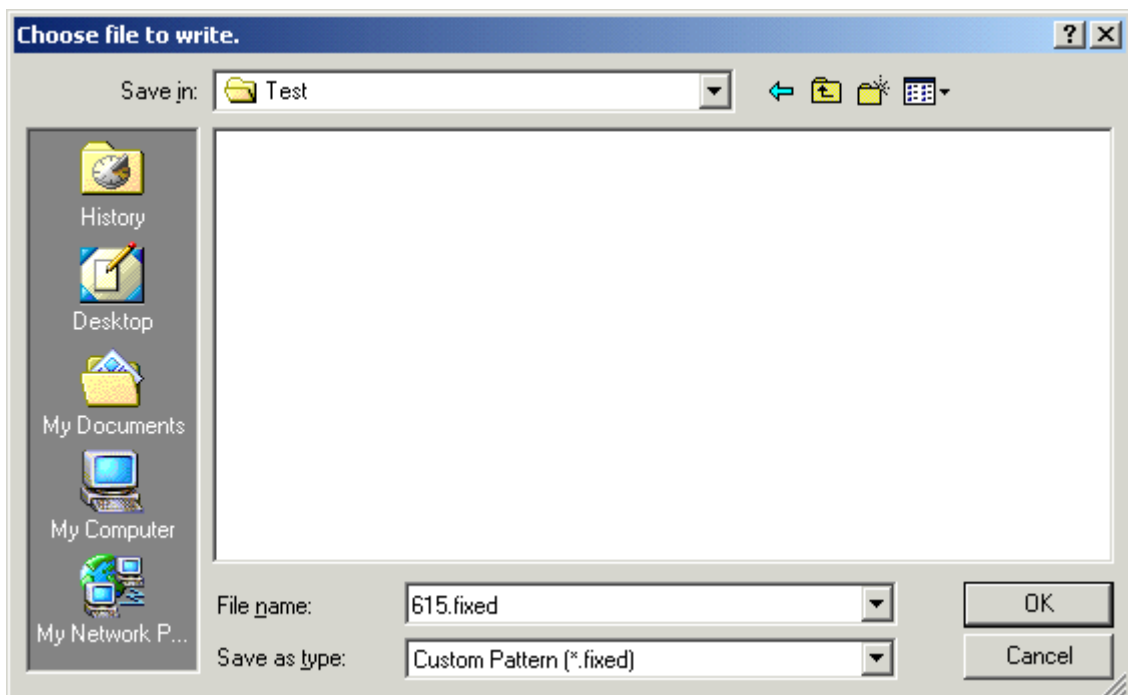 Choose file to write.
Save in: Test
History
Desktop
My Documents
My Computer
My Network P...
File name: 615.fixed OK
Save as type: Custom Pattern (*.fixed) Cancel